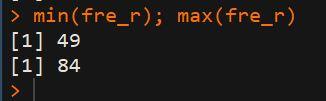 > min(fre_r); max(fre_r)
[1] 49
[1] 84
>